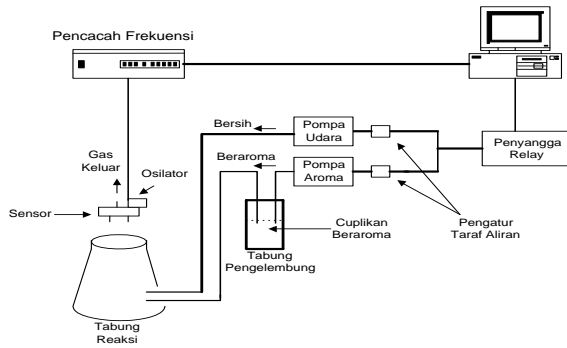 Pencacah Frekuensi
Bersih
Pompa
Udara
Penyangga
Relay
Gas
Keluar
Beraroma
Pompa
Aroma
Osilator
Sensor
Cuplikan
Beraroma
Pengatur
Taraf Aliran
Tabung
Pengelembung
Tabung
Reaksi